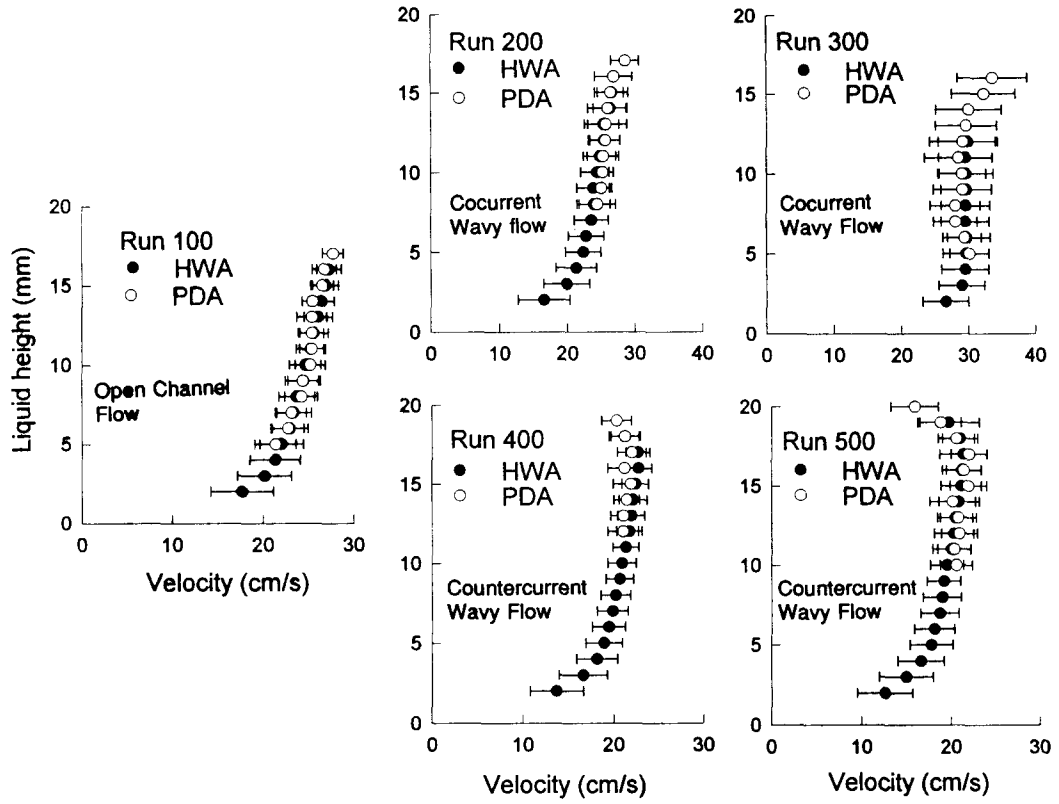 Liquid height (mm)
20
15
10
5
0
Run 100
HWA
PDA
Open Channel
Flow
0
10
20
30
Velocity (cm/s)
20
15
10
5
0
Run 200
HWA
PDA
Cocurrent
Wavy flow
0
10
20
30
40
20
15
10
5
0
Run 300
HWA
PDA
Cocurrent
Wavy Flow
0
10
20
30
40
20
15
10
5
0
Run 400
HWA
PDA
Countercurrent
Wavy Flow
0
10
20
30
Velocity (cm/s)
20
15
10
5
0
Run 500
HWA
PDA
Countercurrent
Wavy Flow
0
10
20
30
Velocity (cm/s)